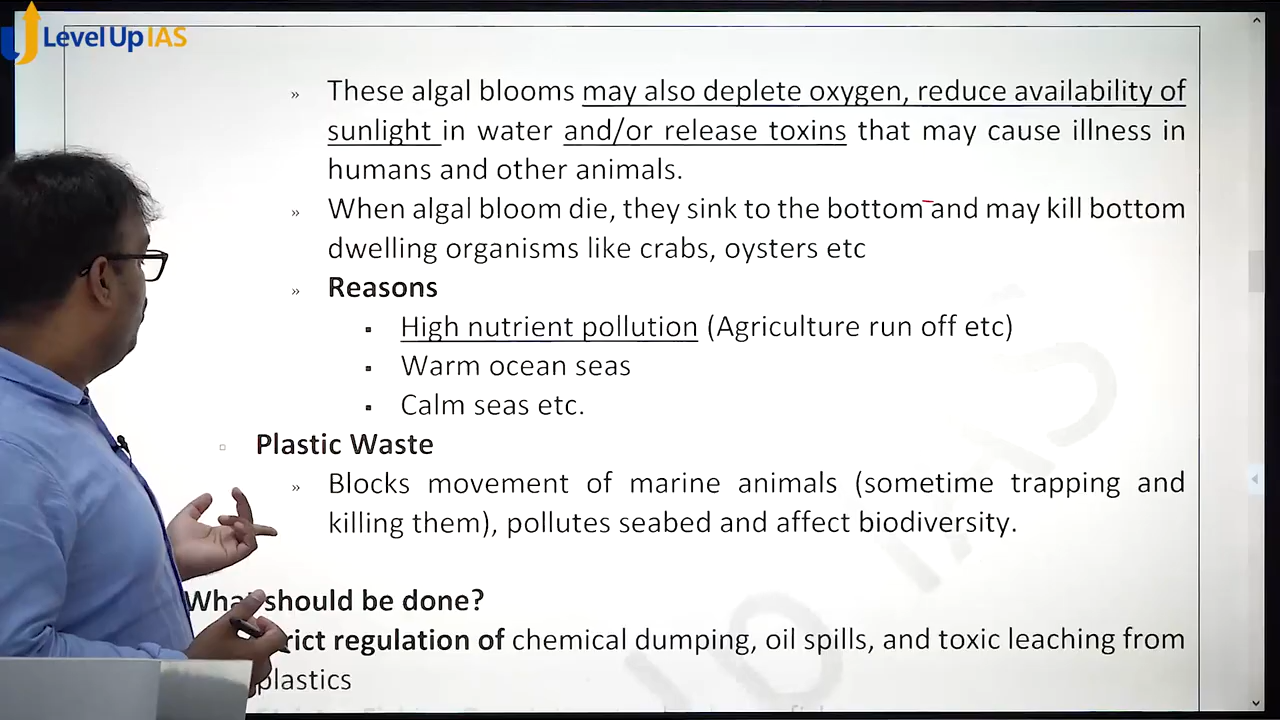 Level Up IAS
» These algal blooms may also deplete oxygen, reduce availability of
sunlight in water and/or release toxins that may cause illness in
humans and other animals.
» When algal bloom die, they sink to the bottom and may kill bottom
dwelling organisms like crabs, oysters etc
» Reasons
▪ High nutrient pollution (Agriculture run off etc)
▪ Warm ocean seas
▪ Calm seas etc.
▫ Plastic Waste
» Blocks movement of marine animals (sometime trapping and
killing them), pollutes seabed and affect biodiversity.
should be done?
regulation of chemical dumping, oil spills, and toxic leaching from
plastics